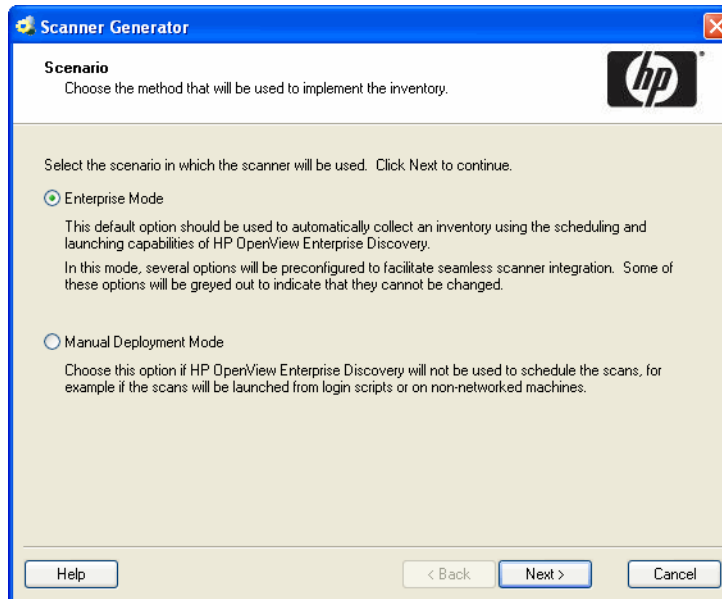 Scanner Generator
Scenario
Choose the method that will be used to implement the inventory.
hp
Select the scenario in which the scanner will be used. Click Next to continue.
Enterprise Mode
This default option should be used to automatically collect an inventory using the scheduling and
launching capabilities of HP OpenView Enterprise Discovery.
In this mode, several options will be preconfigured to facilitate seamless scanner integration. Some of
these options will be greyed out to indicate that they cannot be changed.
Manual Deployment Mode
Choose this option if HP OpenView Enterprise Discovery will not be used to schedule the scans, for
example if the scans will be launched from login scripts or on non-networked machines.
Help
< Back
Next >
Cancel